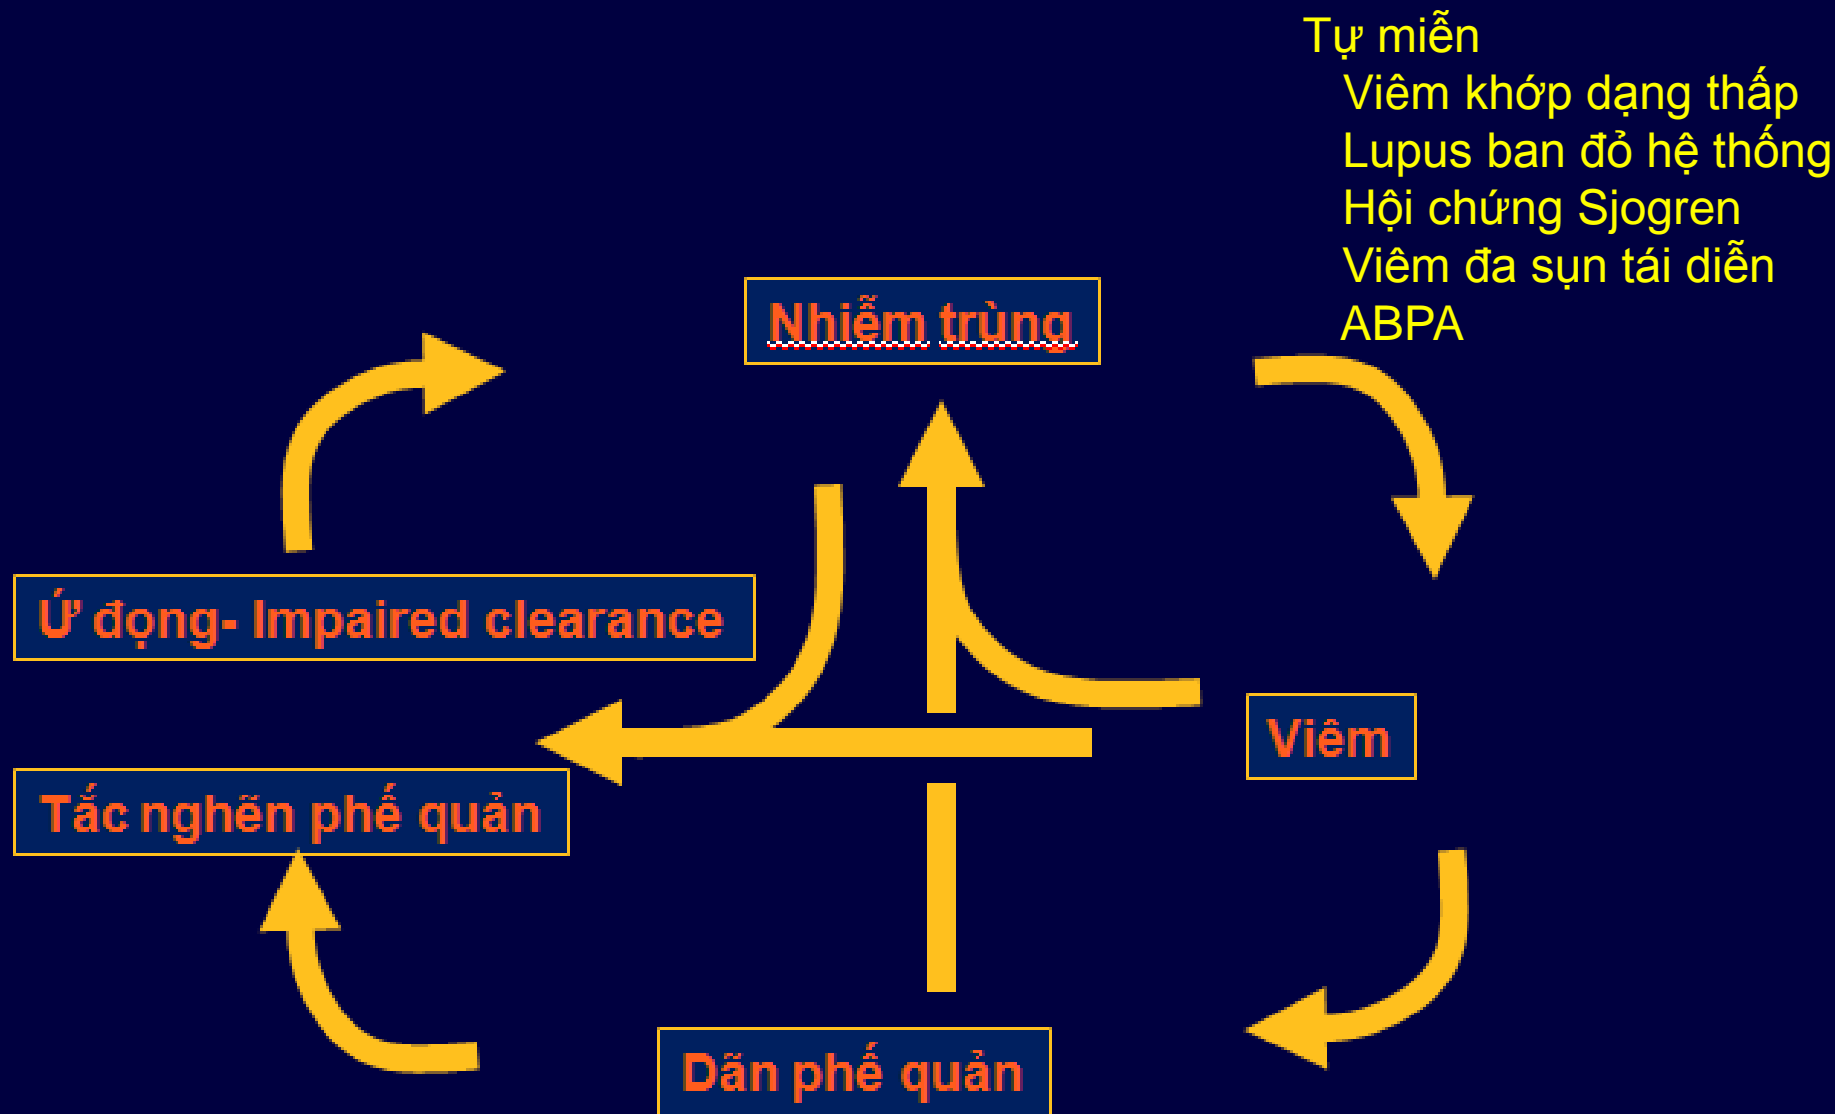 Tự miễn
Viêm khớp dạng thấp
Lupus ban đỏ hệ thống
Hội chứng Sjogren
Viêm đa sụn tái diễn
ABPA
Nhiễm trùng
Ứ đọng- Impaired clearance
Viêm
Tắc nghẽn phế quản
Dãn phế quản